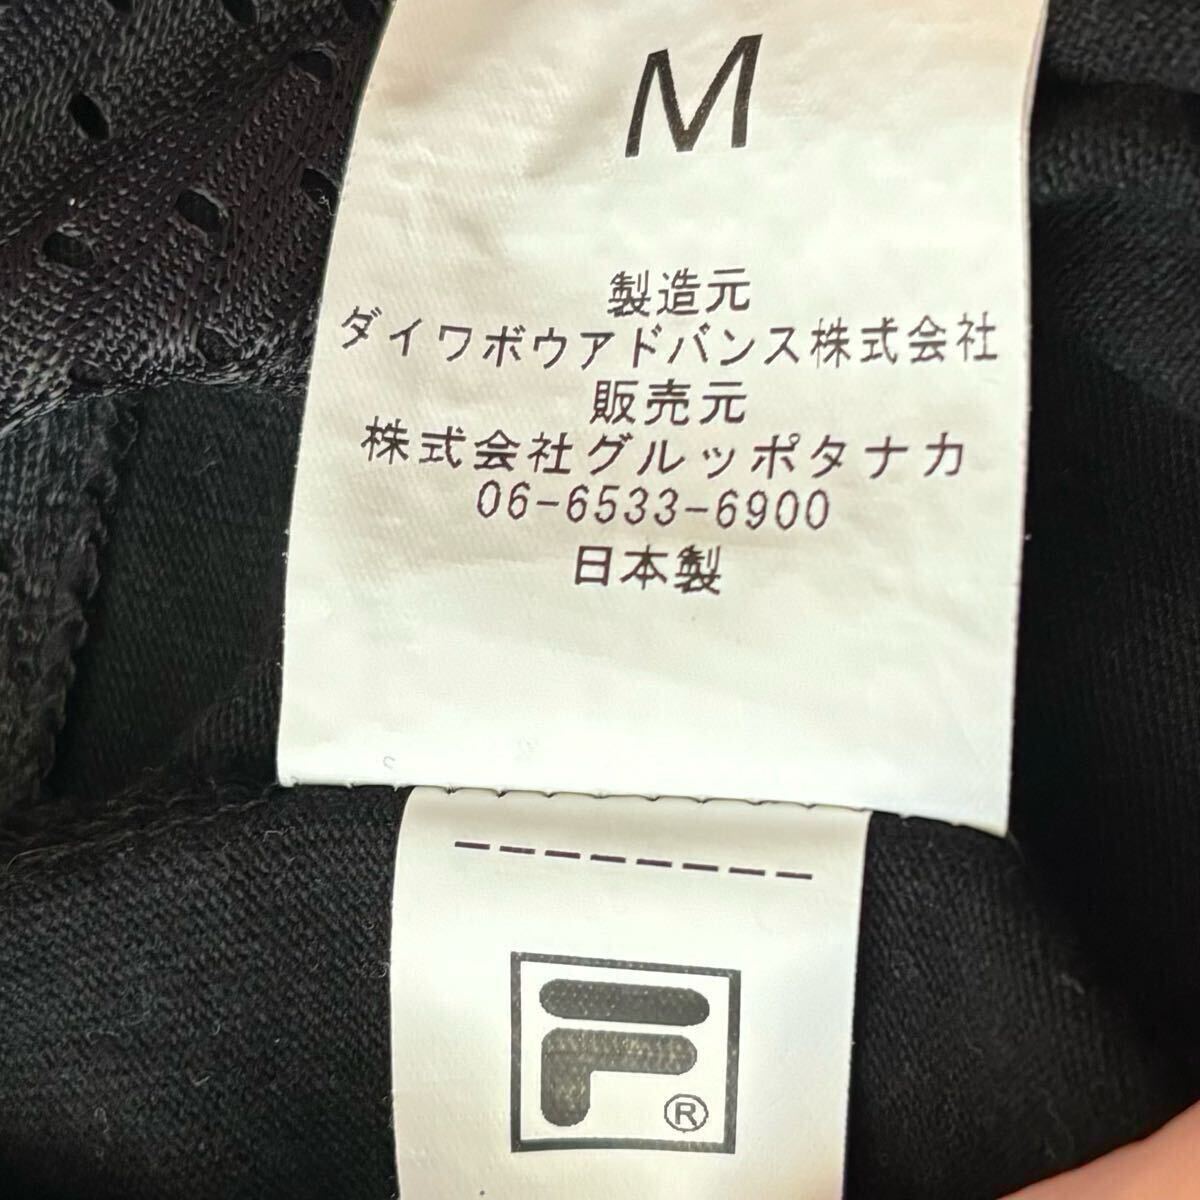 M
製造元
ダイワボウアドバンス株式会社
販売元
株式会社グルッポタナカ
06-6533-6900
日本製
F
®